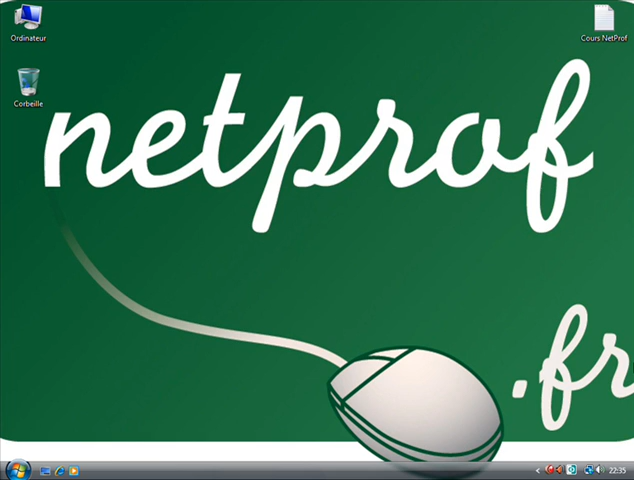 Ordinateur
Cours NetProf
Corbeille
netprof
.fr
22:35